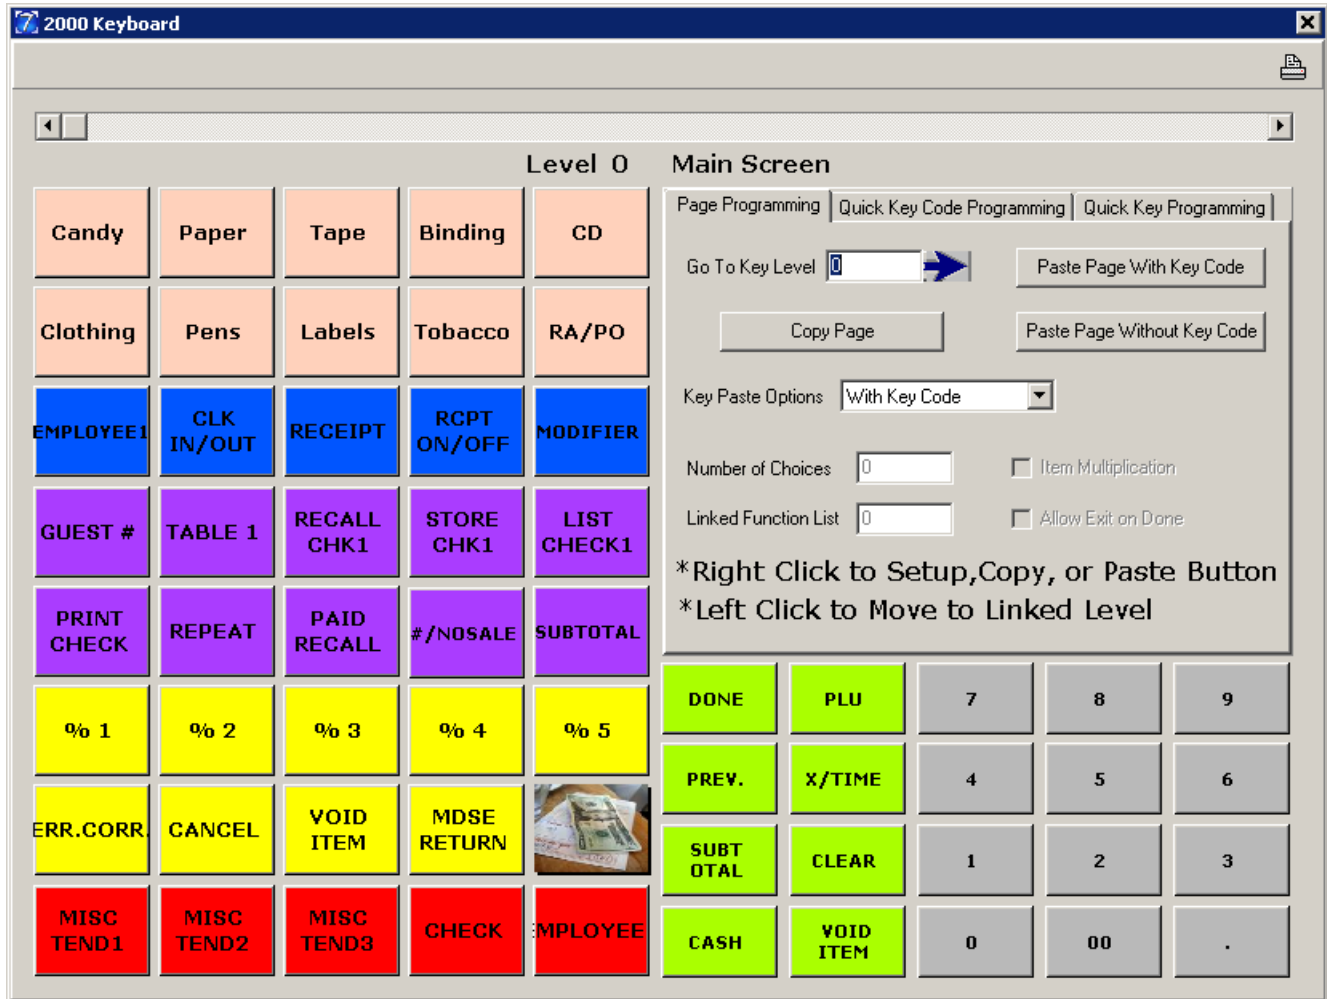 2000 Keyboard
Level 0 Main Screen
Candy
Paper
Tape
Binding
CD
Clothing
Pens
Labels
Tobacco
RA/PO
EMPLOYEE1
CLK
IN/OUT
RECEIPT
RCPT
ON/OFF
MODIFIER
GUEST #
TABLE 1
RECALL
CHK1
STORE
CHK1
LIST
CHECK1
PRINT
CHECK
REPEAT
PAID
RECALL
#/NOSALE
SUBTOTAL
% 1
% 2
% 3
% 4
% 5
ERR.CORR.
CANCEL
VOID
ITEM
MDSE
RETURN
MISC
TEND1
MISC
TEND2
MISC
TEND3
CHECK
EMPLOYEE
Page Programming
Quick Key Code Programming
Quick Key Programming
Go To Key Level 0
Paste Page With Key Code
Copy Page
Paste Page Without Key Code
Key Paste Options With Key Code
Number of Choices 0
Item Multiplication
Linked Function List 0
Allow Exit on Done
*Right Click to Setup,Copy, or Paste Button
*Left Click to Move to Linked Level
DONE
PLU
7
8
9
PREV.
X/TIME
4
5
6
SUBT
OTAL
CLEAR
1
2
3
CASH
VOID
ITEM
0
00
.